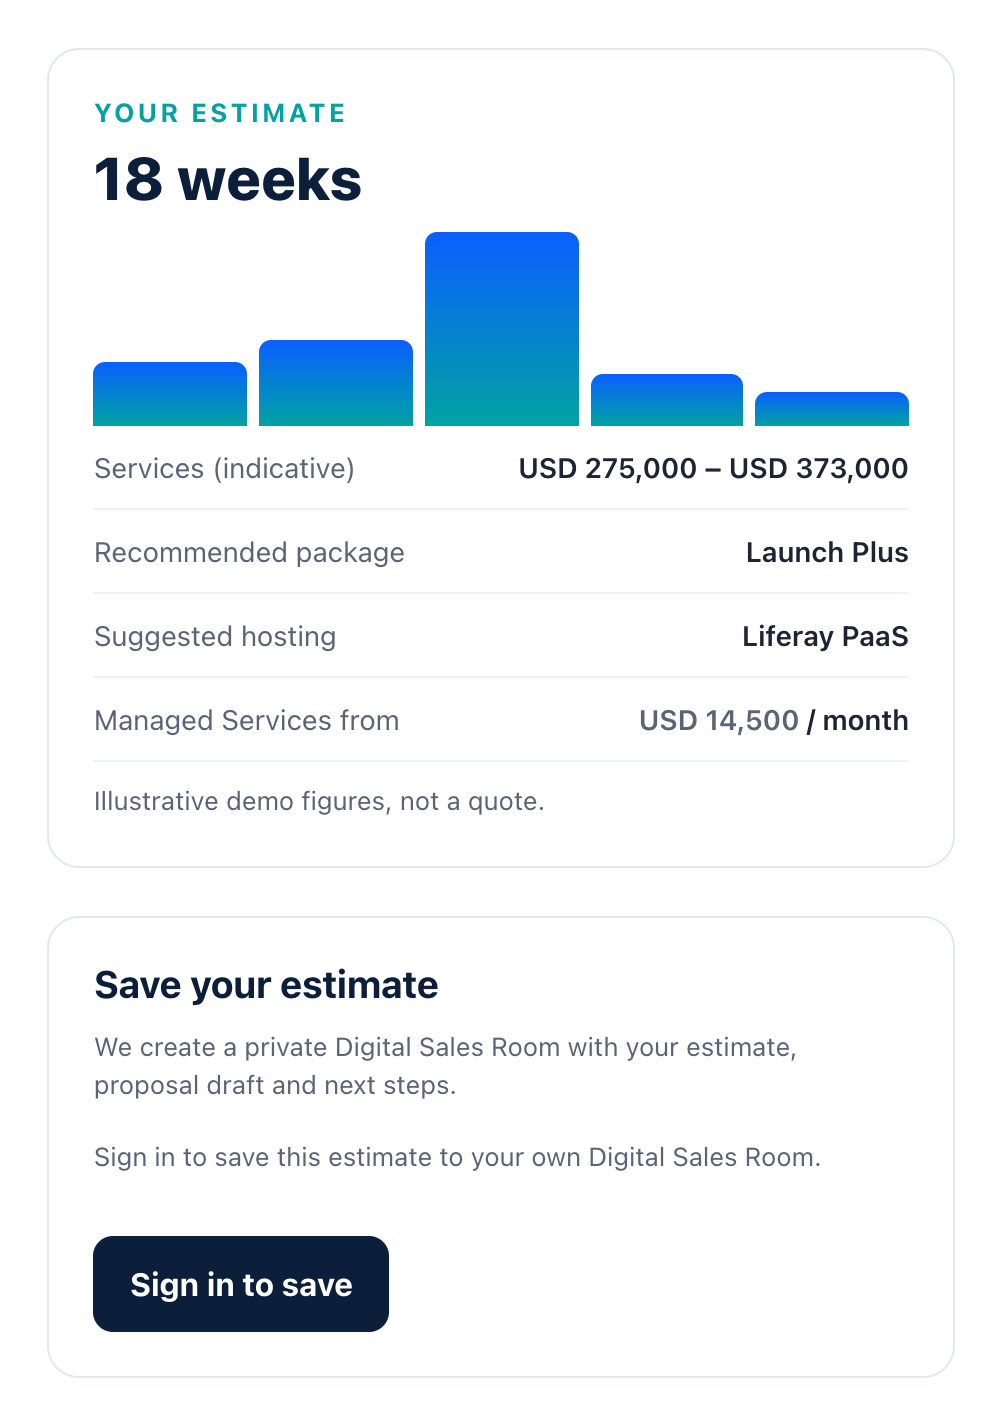 YOUR ESTIMATE
18 weeks
Services (indicative) USD 275,000 – USD 373,000
Recommended package Launch Plus
Suggested hosting Liferay PaaS
Managed Services from USD 14,500 / month
Illustrative demo figures, not a quote.
Save your estimate
We create a private Digital Sales Room with your estimate,
proposal draft and next steps.
Sign in to save this estimate to your own Digital Sales Room.
Sign in to save